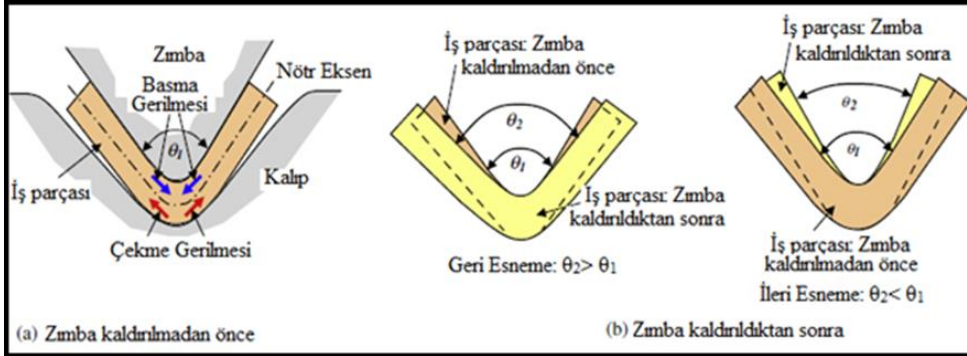 Zımba
Basma
Gerilmesi
Nötr Eksen
θ1
İş parçası
Kalıp
Çekme Gerilmesi
(a) Zımba kaldırılmadan önce
İş parçası: Zımba
kaldırılmadan önce
θ2
θ1
İş parçası: Zımba
kaldırıldıktan sonra
Geri Esneme: θ2> θ1
İş parçası: Zımba
kaldırıldıktan sonra
θ2
θ1
İş parçası: Zımba
kaldırılmadan önce
İleri Esneme: θ2< θ1
(b) Zımba kaldırıldıktan sonra